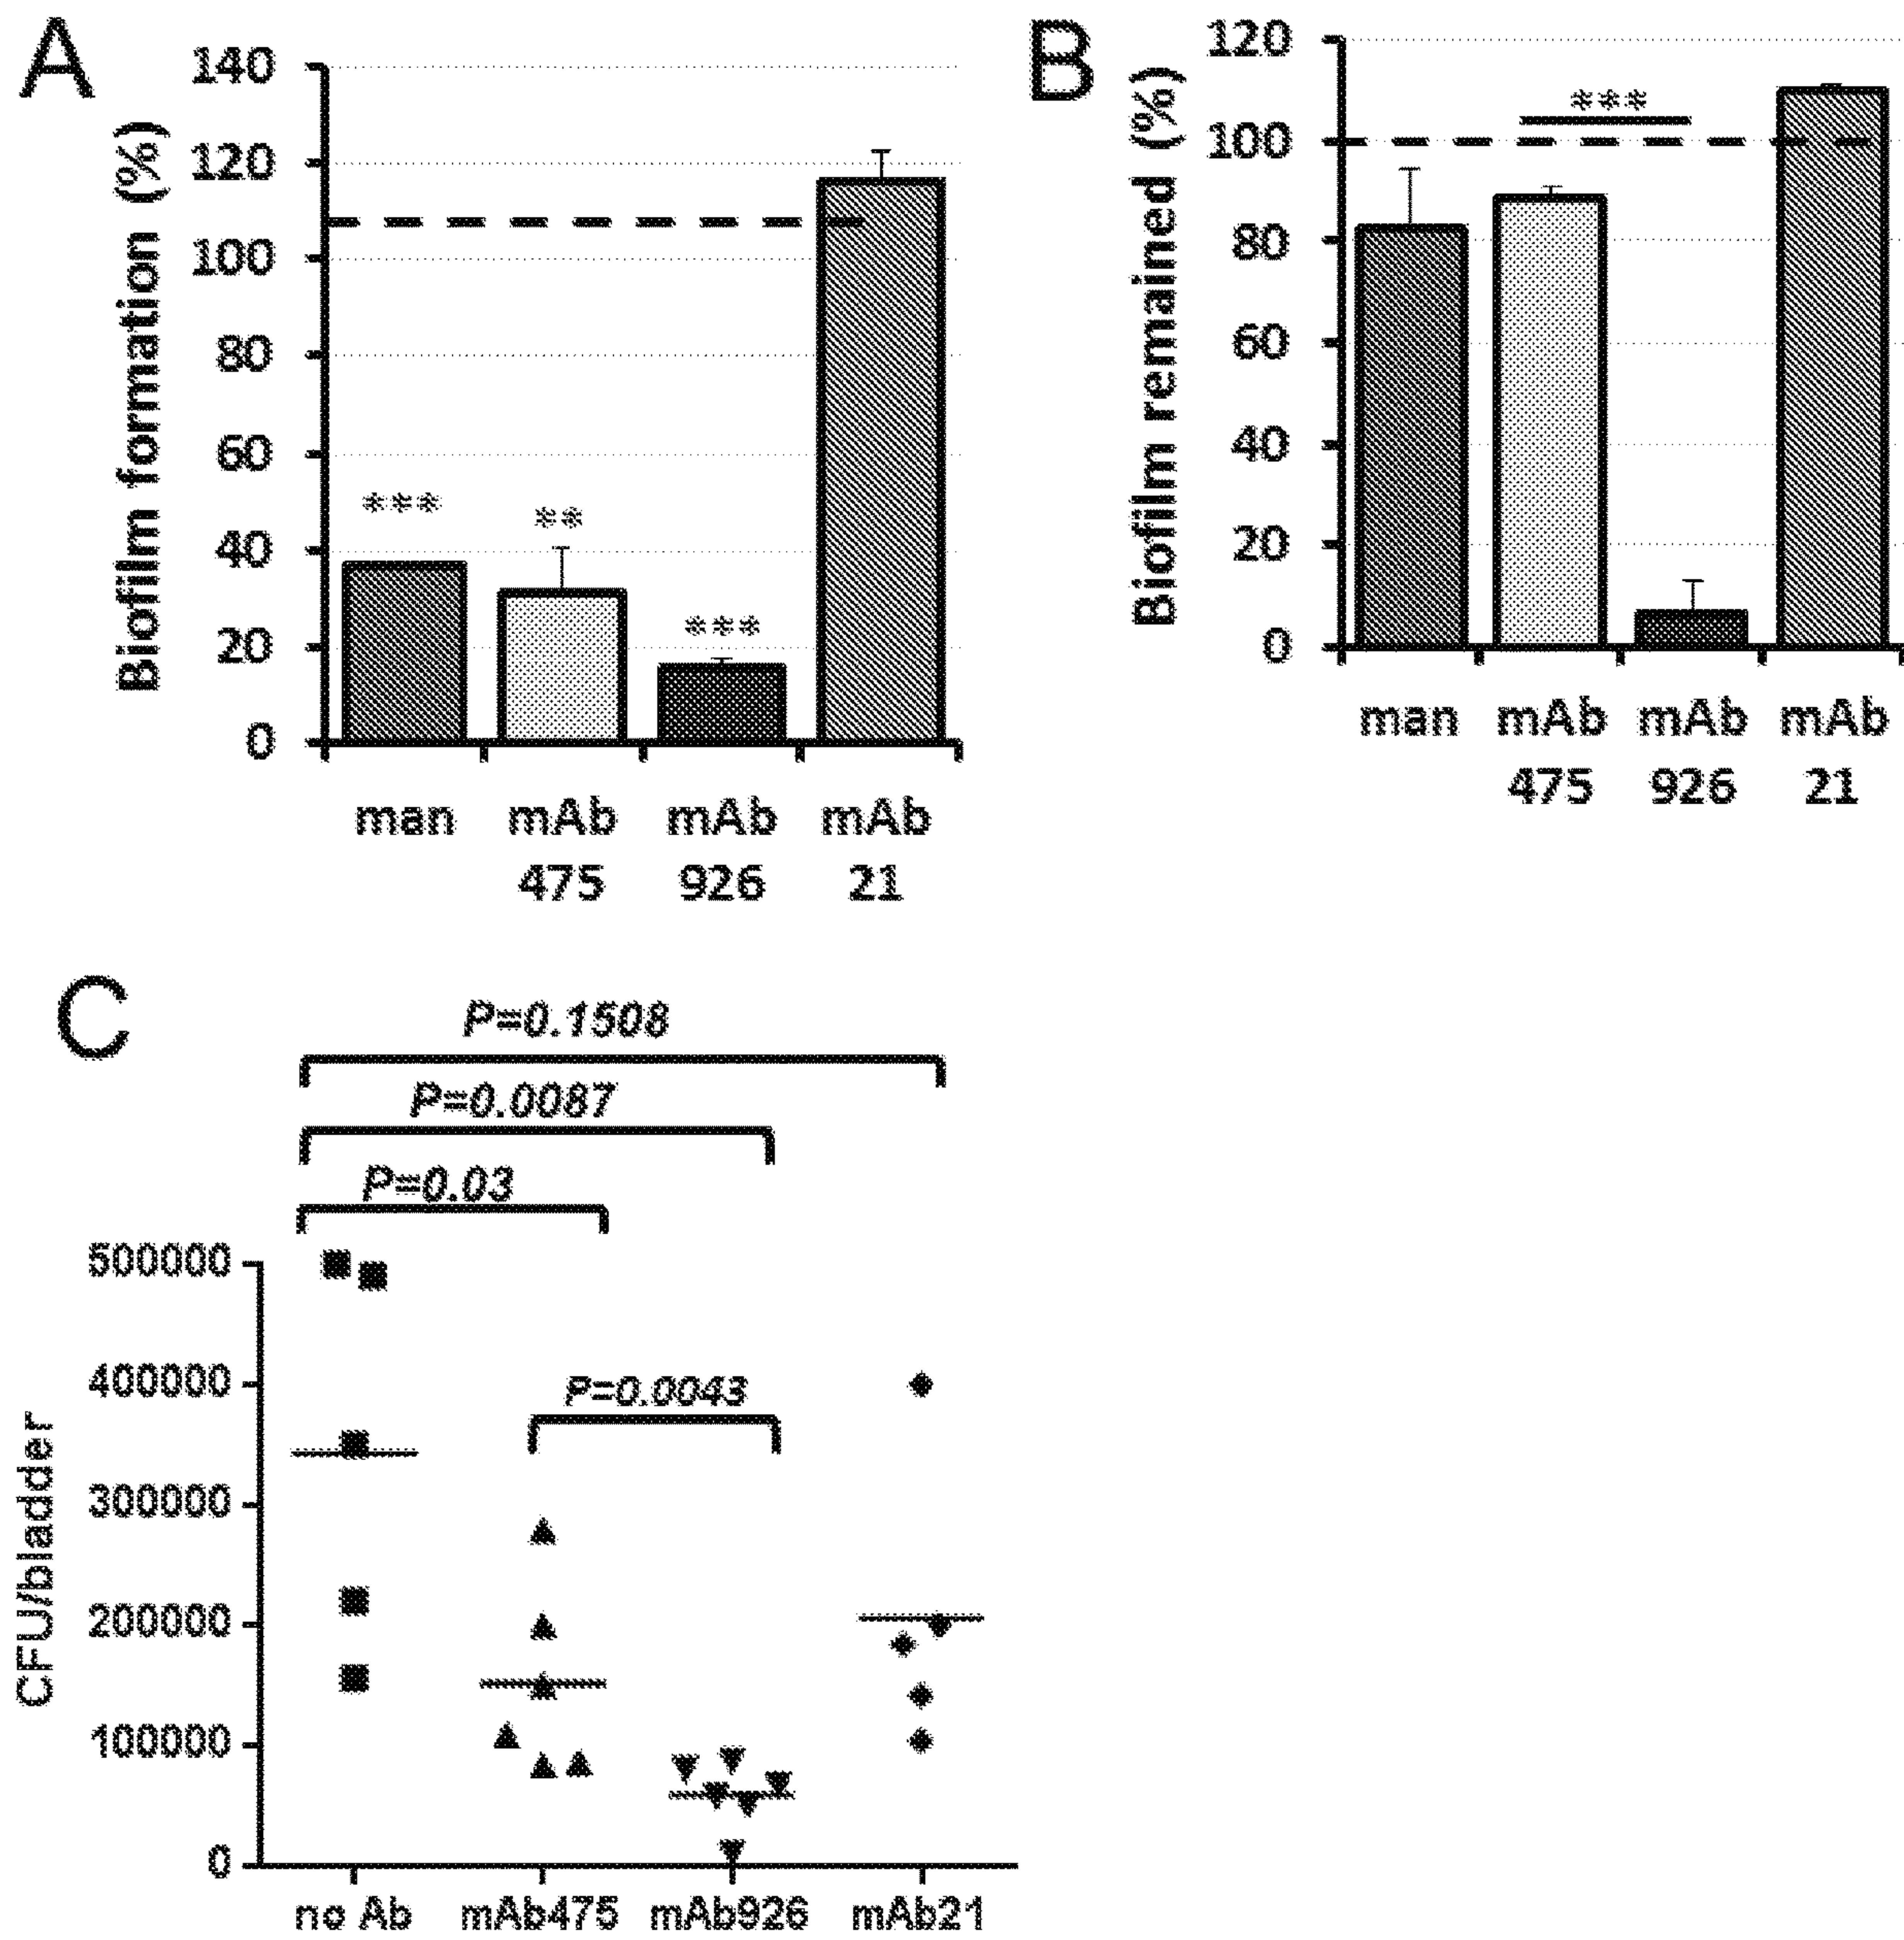 A
Biofilm formation (%)
140
120
100
80
60
40
20
0
***
**
***
man
mAb
475
mAb
926
mAb
21
B
Biofilm remained (%)
120
100
80
60
40
20
0
***
man
mAb
475
mAb
926
mAb
21
C
P=0.1508
P=0.0087
P=0.03
P=0.0043
CFU/bladder
500000
400000
300000
200000
100000
0
no Ab
mAb475
mAb926
mAb21